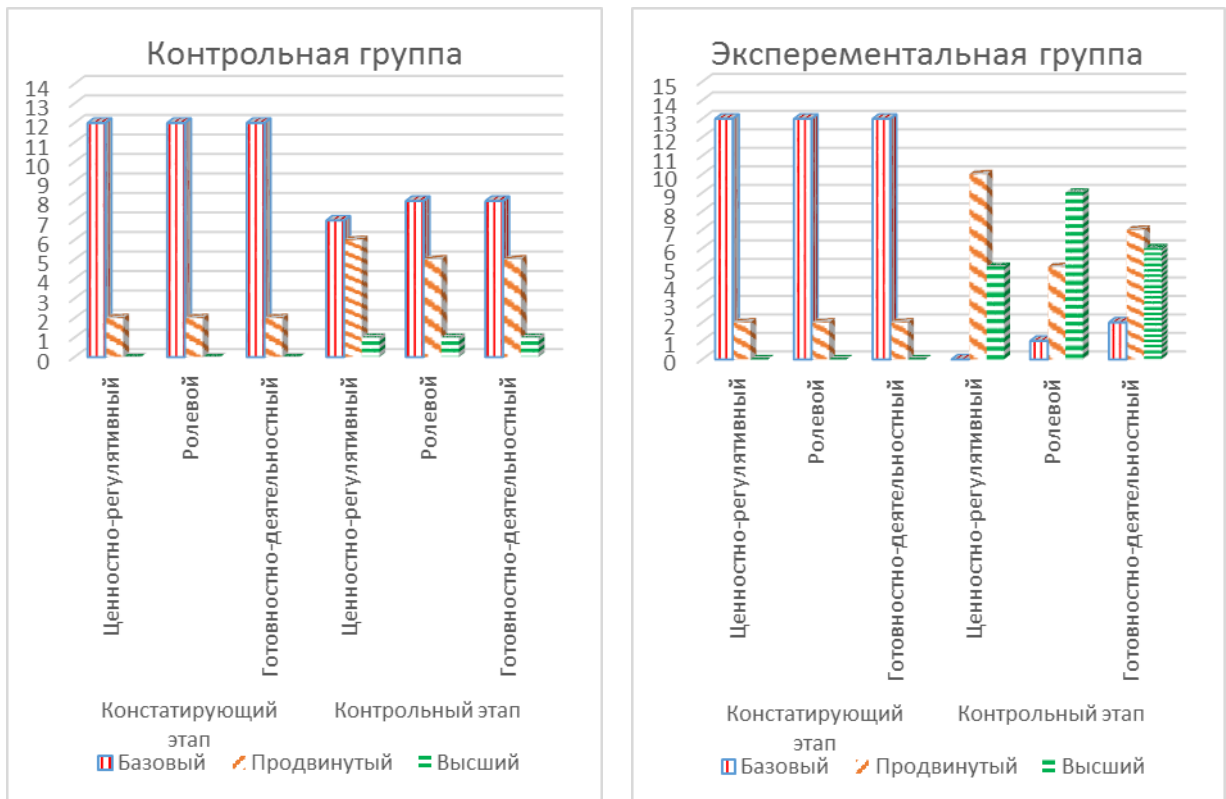 Контрольная группа
14
13
12
11
10
9
8
7
6
5
4
3
2
1
0
Ценностно-регулятивный
Ролевой
Готовностно-деятельностный
Ценностно-регулятивный
Ролевой
Готовностно-деятельностный
Констатирующий
этап
Контрольный этап
Базовый
Продвинутый
Высший
Эксперементальная группа
15
14
13
12
11
10
9
8
7
6
5
4
3
2
1
0
Ценностно-регулятивный
Ролевой
Готовностно-деятельностный
Ценностно-регулятивный
Ролевой
Готовностно-деятельностный
Констатирующий
этап
Контрольный этап
Базовый
Продвинутый
Высший